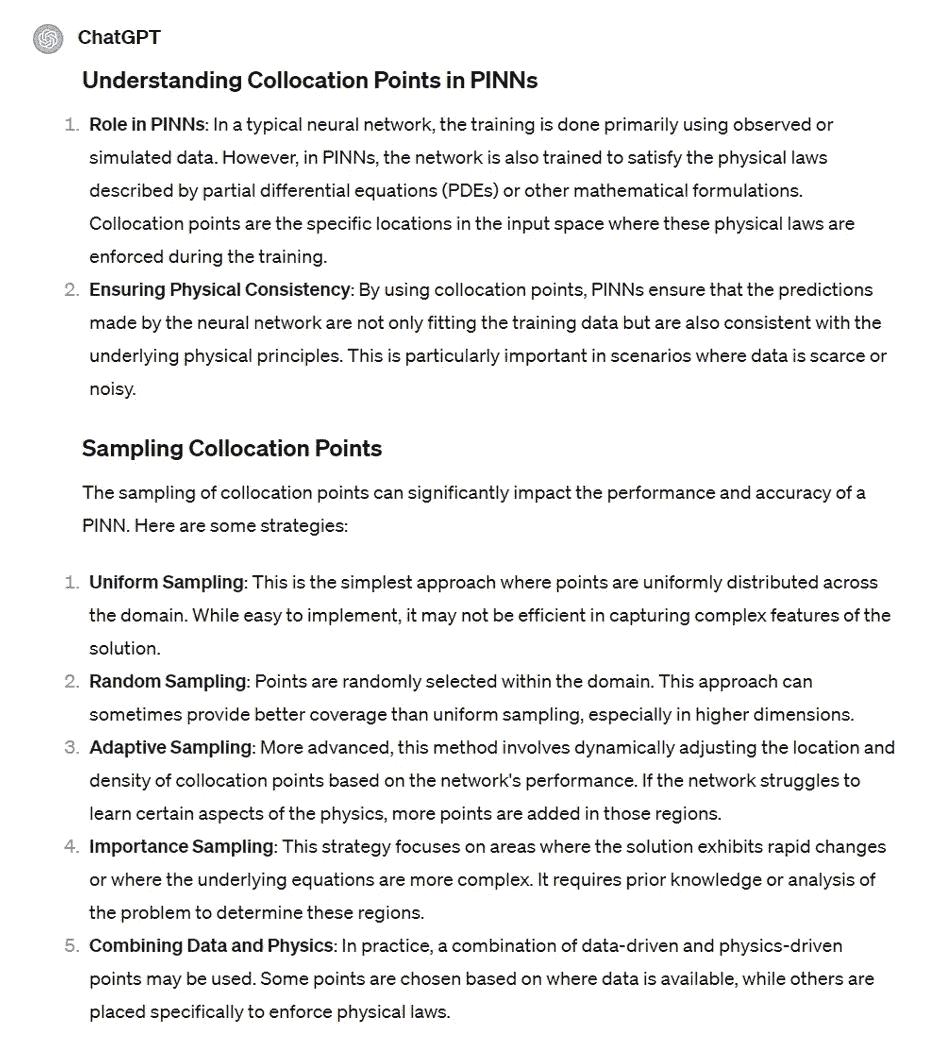 ChatGPT
Understanding Collocation Points in PINNs
1. Role in PINNs: In a typical neural network, the training is done primarily using observed or
simulated data. However, in PINNs, the network is also trained to satisfy the physical laws
described by partial differential equations (PDEs) or other mathematical formulations.
Collocation points are the specific locations in the input space where these physical laws are
enforced during the training.
2. Ensuring Physical Consistency: By using collocation points, PINNs ensure that the predictions
made by the neural network are not only fitting the training data but are also consistent with the
underlying physical principles. This is particularly important in scenarios where data is scarce or
noisy.
Sampling Collocation Points
The sampling of collocation points can significantly impact the performance and accuracy of a
PINN. Here are some strategies:
1. Uniform Sampling: This is the simplest approach where points are uniformly distributed across
the domain. While easy to implement, it may not be efficient in capturing complex features of the
solution.
2. Random Sampling: Points are randomly selected within the domain. This approach can
sometimes provide better coverage than uniform sampling, especially in higher dimensions.
3. Adaptive Sampling: More advanced, this method involves dynamically adjusting the location and
density of collocation points based on the network's performance. If the network struggles to
learn certain aspects of the physics, more points are added in those regions.
4. Importance Sampling: This strategy focuses on areas where the solution exhibits rapid changes
or where the underlying equations are more complex. It requires prior knowledge or analysis of
the problem to determine these regions.
5. Combining Data and Physics: In practice, a combination of data-driven and physics-driven
points may be used. Some points are chosen based on where data is available, while others are
placed specifically to enforce physical laws.